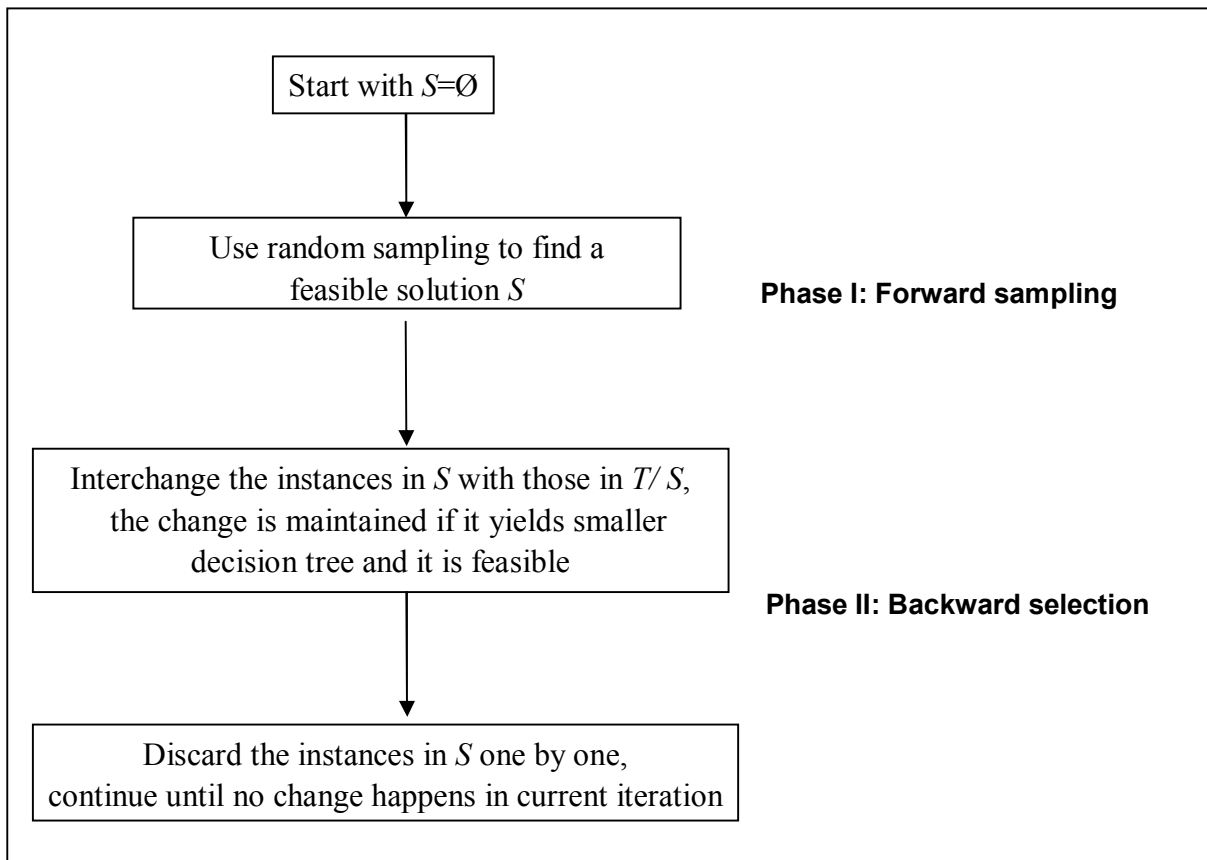 Start with S=Ø
Use random sampling to find a
feasible solution S
Phase I: Forward sampling
Interchange the instances in S with those in T/ S,
the change is maintained if it yields smaller
decision tree and it is feasible
Phase II: Backward selection
Discard the instances in S one by one,
continue until no change happens in current iteration